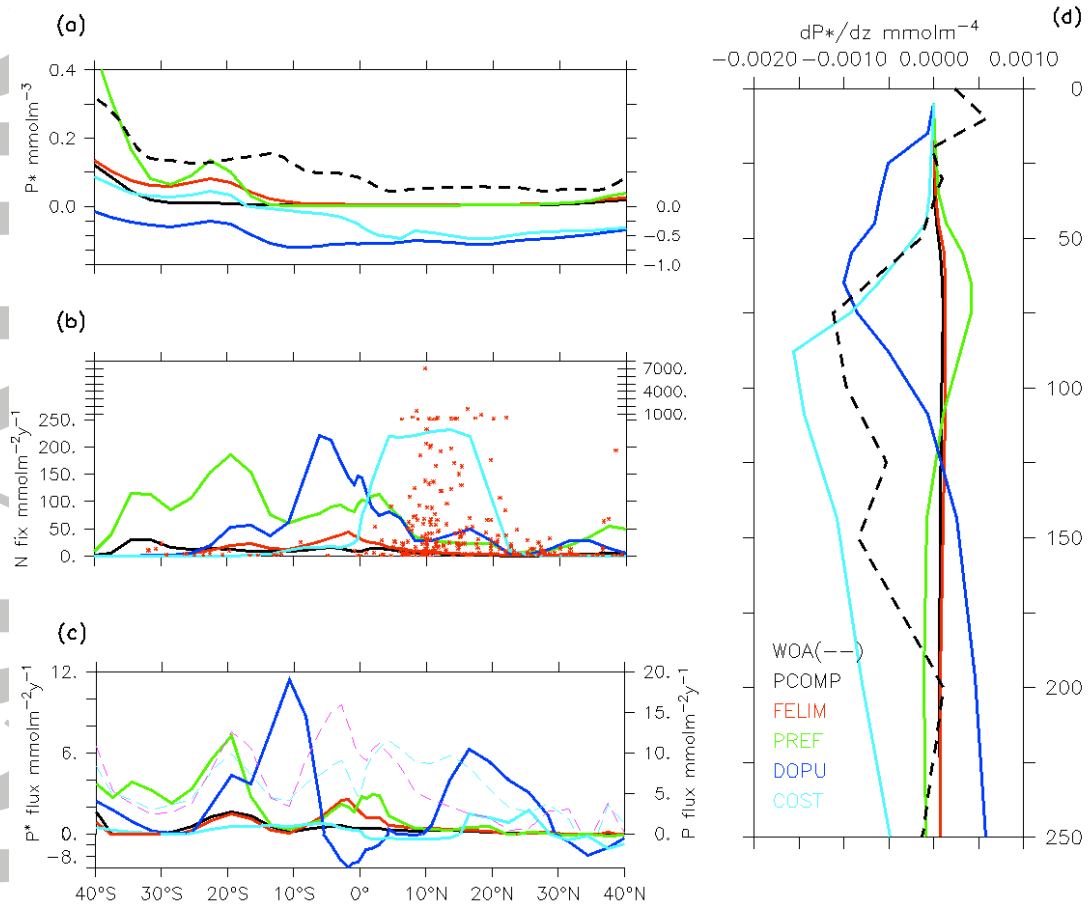 (a)
0.4
0.2
0.0
P* mmolm−3
0.0
−0.5
−1.0
(b)
7000.
4000.
1000.
250.
200.
150.
100.
50.
0.
N fix mmolm−2y−1
(c)
12.
6.
0.
−8.
P* flux mmolm−2y−1
20.
15.
10.
5.
0.
P flux mmolm−2y−1
40°S 30°S 20°S 10°S 0° 10°N 20°N 30°N 40°N
(d)
dP*/dz mmolm−4
−0.0020 −0.0010 0.0000 0.0010
0
50
100
150
200
250
WOA(−−)
PCOMP
FELIM
PREF
DOPU
COST